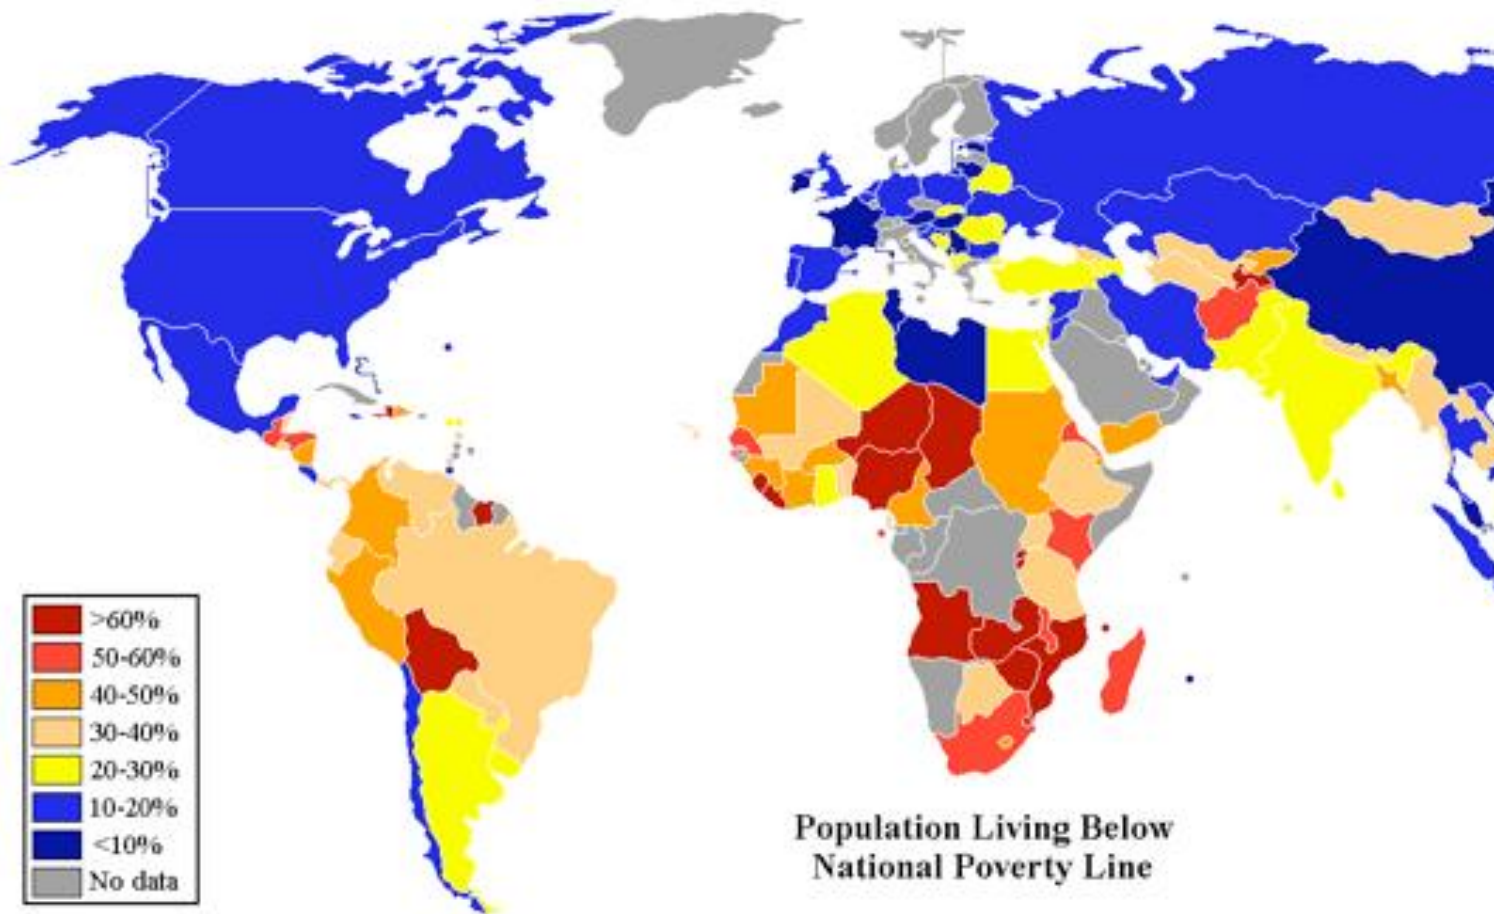 >60%
50-60%
40-50%
30-40%
20-30%
10-20%
<10%
No data
Population Living Below
National Poverty Line